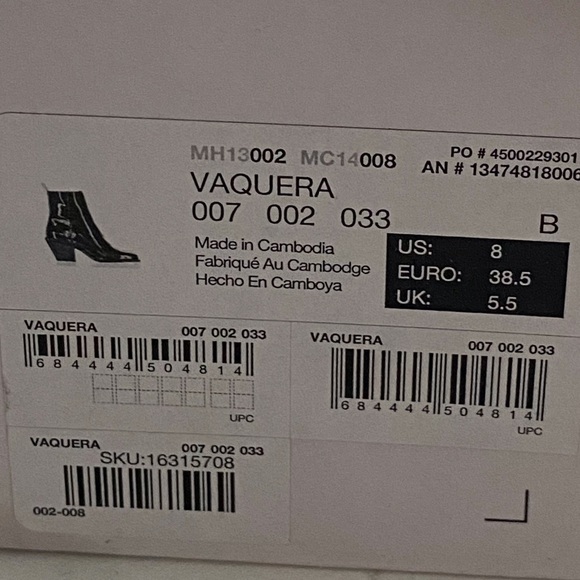 MH13002 MC14008
PO # 4500229301
AN # 13474818006
VAQUERA
007 002 033
B
Made in Cambodia
Fabriqué Au Cambodge
Hecho En Camboya
US: 8
EURO: 38.5
UK: 5.5
VAQUERA 007 002 033
6 84444 50481 4
UPC
VAQUERA 007 002 033
6 84444 50481 4
UPC
VAQUERA 007 002 033
SKU:16315708
002-008